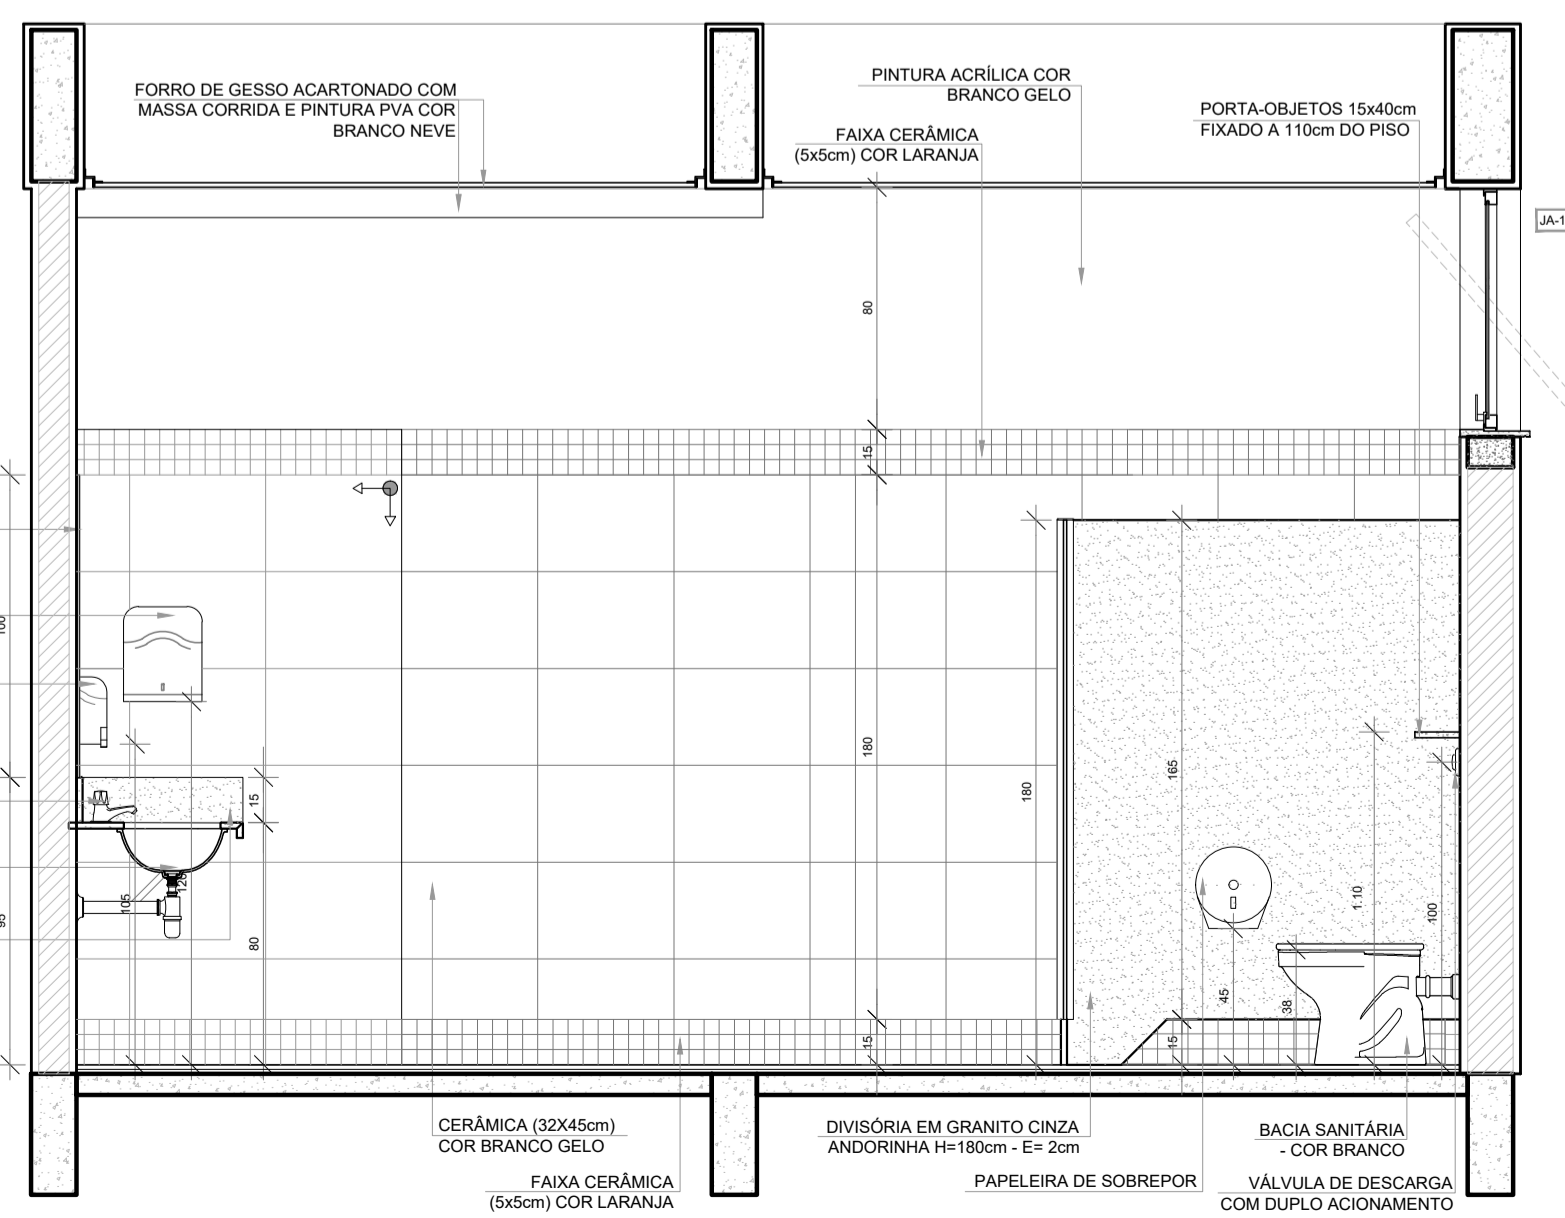 FORRO DE GESSO ACARTONADO COM
MASSA CORRIDA E PINTURA PVA COR
BRANCO NEVE
PINTURA ACRÍLICA COR
BRANCO GELO
FAIXA CERÂMICA
(5x5cm) COR LARANJA
PORTA-OBJETOS 15x40cm
FIXADO A 110cm DO PISO
JA-1
80
15
100
180
180
165
15
105
120
95
80
1.10
100
45
38
15
15
CERÂMICA (32X45cm)
COR BRANCO GELO
FAIXA CERÂMICA
(5x5cm) COR LARANJA
DIVISÓRIA EM GRANITO CINZA
ANDORINHA H=180cm - E= 2cm
PAPELEIRA DE SOBREPOR
BACIA SANITÁRIA
- COR BRANCO
VÁLVULA DE DESCARGA
COM DUPLO ACIONAMENTO